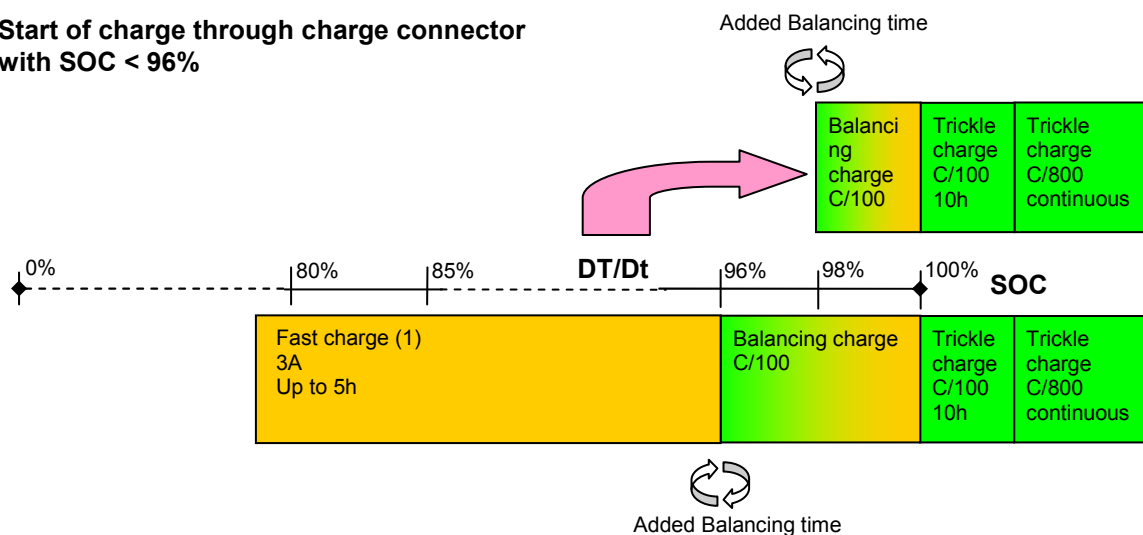 Start of charge through charge connector
with SOC < 96%
Added Balancing time
Balanci
ng
charge
C/100
Trickle
charge
C/100
10h
Trickle
charge
C/800
continuous
0%
80%
85%
DT/Dt
96%
98%
100%
SOC
Fast charge (1)
3A
Up to 5h
Balancing charge
C/100
Trickle
charge
C/100
10h
Trickle
charge
C/800
continuous
Added Balancing time